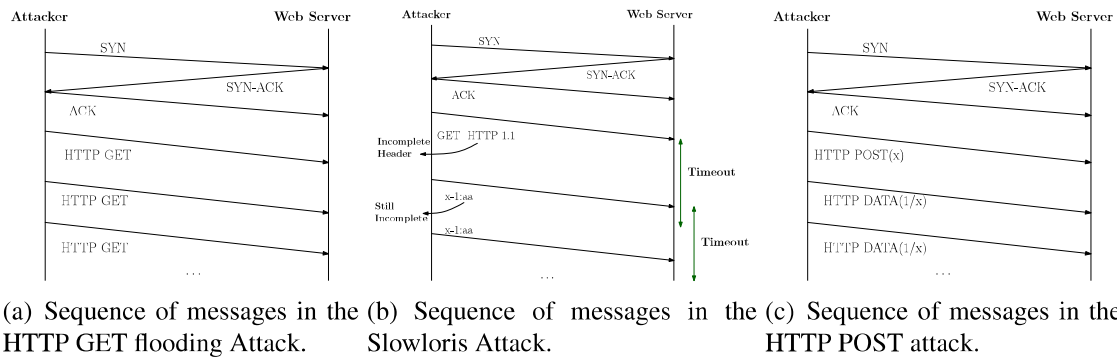 Attacker
Web Server
SYN
SYN-ACK
ACK
HTTP GET
HTTP GET
HTTP GET
...
(a) Sequence of messages in the
HTTP GET flooding Attack.
Attacker
Web Server
SYN
SYN-ACK
ACK
GET HTTP 1.1
Incomplete
Header
Timeout
x-1:aa
Still
Incomplete
x-1:aa
Timeout
...
(b) Sequence of messages in the
Slowloris Attack.
Attacker
Web Server
SYN
SYN-ACK
ACK
HTTP POST(x)
HTTP DATA(1/x)
HTTP DATA(1/x)
...
(c) Sequence of messages in the
HTTP POST attack.